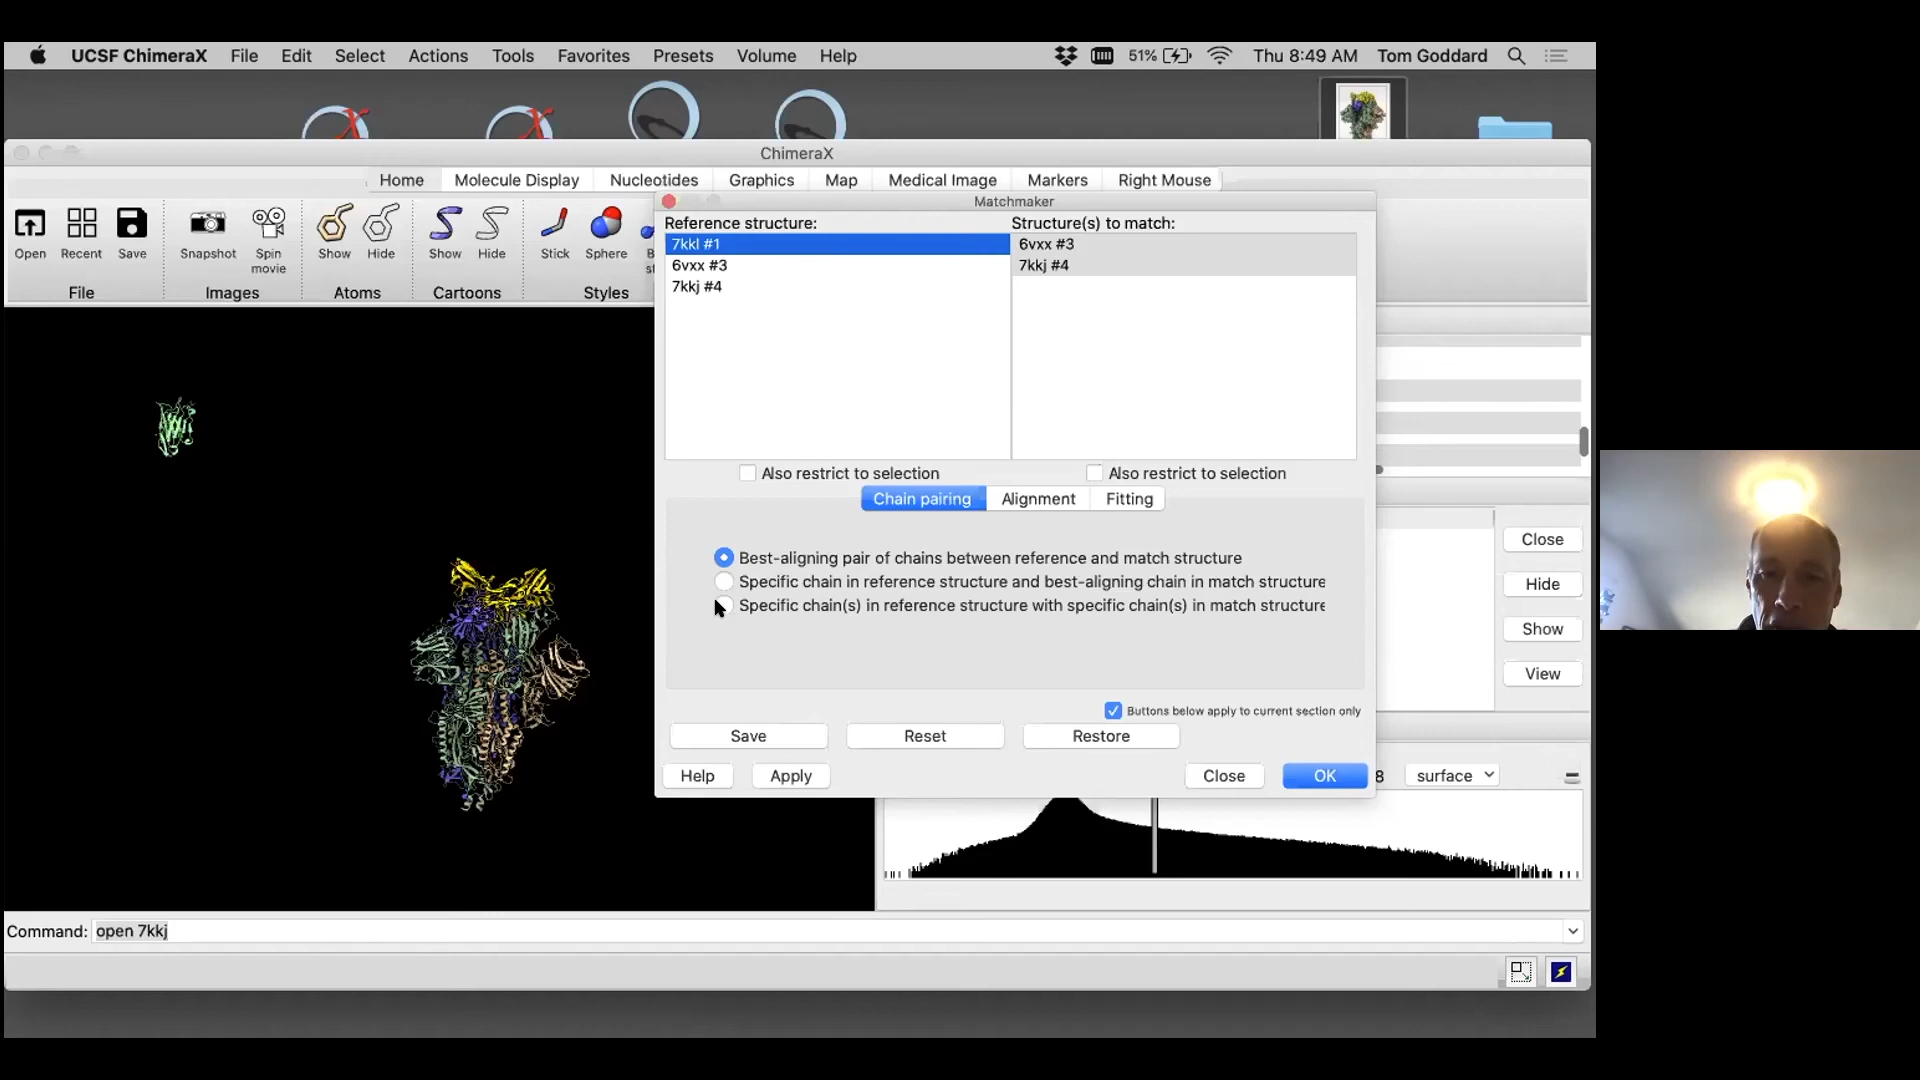 UCSF ChimeraX File Edit Select Actions Tools Favorites Presets Volume Help 51% Thu 8:49 AM Tom Goddard
ChimeraX
Home Molecule Display Nucleotides Graphics Map Medical Image Markers Right Mouse
Matchmaker
Open Recent Save Snapshot Spin movie Show Hide Show Hide Stick Sphere
File Images Atoms Cartoons Styles
Reference structure: Structure(s) to match:
7kkl #1 6vxx #3
6vxx #3 7kkj #4
7kkj #4
Also restrict to selection Also restrict to selection
Chain pairing Alignment Fitting
Best-aligning pair of chains between reference and match structure
Specific chain in reference structure and best-aligning chain in match structure
Specific chain(s) in reference structure with specific chain(s) in match structure
Close
Hide
Show
View
Buttons below apply to current section only
Save Reset Restore
Help Apply Close OK
8 surface
Command: open 7kkj